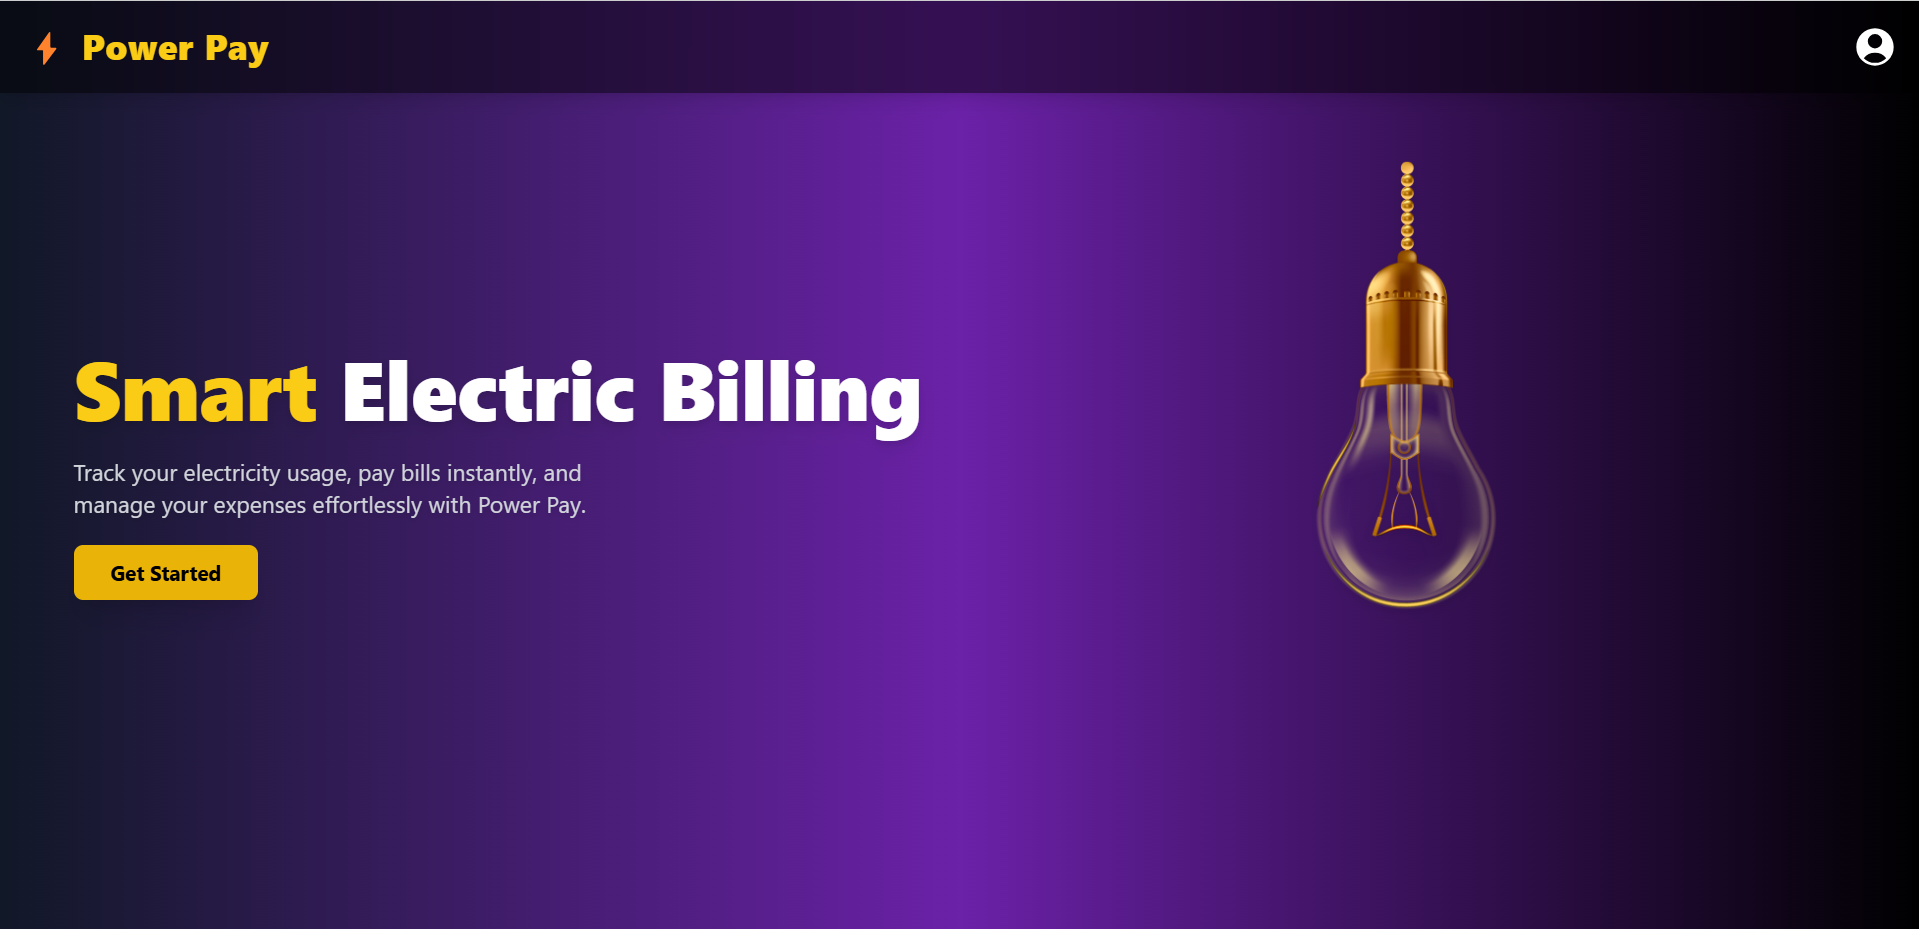 Power Pay
Smart Electric Billing
Track your electricity usage, pay bills instantly, and
manage your expenses effortlessly with Power Pay.
Get Started